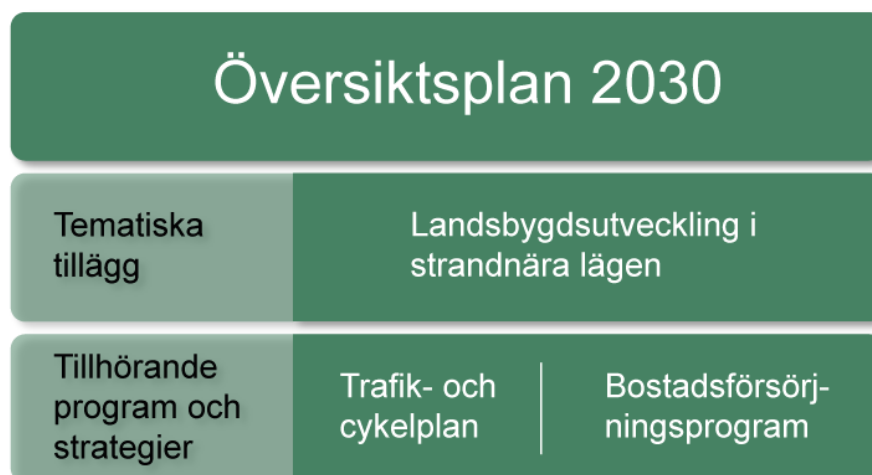 Översiktsplan 2030
Tematiska
tillägg
Landsbygdsutveckling i
strandnära lägen
Tillhörande
program och
strategier
Trafik- och
cykelplan
Bostadsförsörj-
ningsprogram